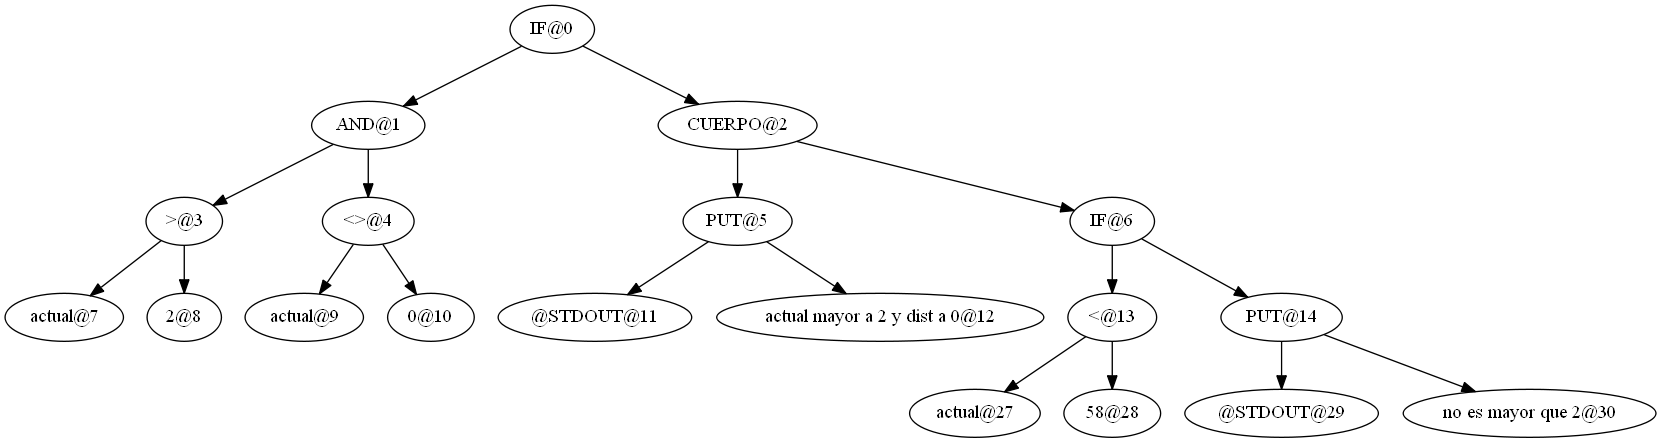 IF@0
AND@1
CUERPO@2
>@3
<>@4
PUT@5
IF@6
actual@7
2@8
actual@9
0@10
@STDOUT@11
actual mayor a 2 y dist a 0@12
<@13
PUT@14
actual@27
58@28
@STDOUT@29
no es mayor que 2@30